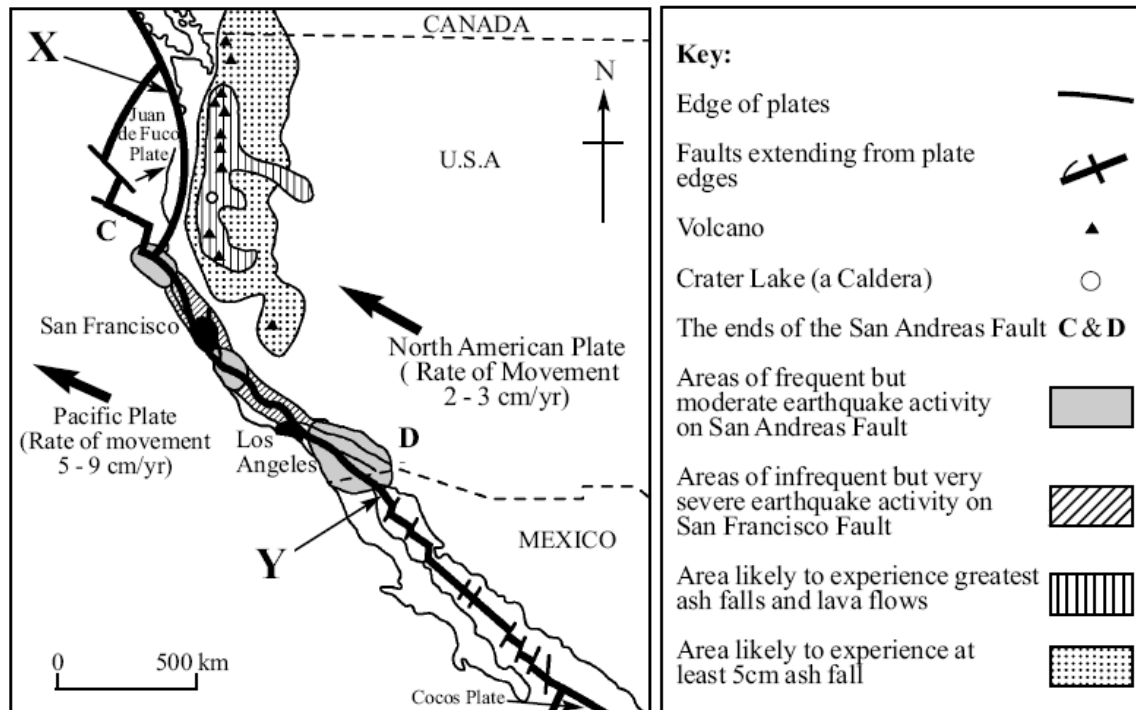 CANADA
X
N
Juan
de Fuco
Plate
U.S.A
C
San Francisco
North American Plate
( Rate of Movement
2 - 3 cm/yr)
Pacific Plate
(Rate of movement
5 - 9 cm/yr)
Los
Angeles
D
Y
MEXICO
0 500 km
Cocos Plate
Key:
Edge of plates
Faults extending from plate
edges
Volcano
Crater Lake (a Caldera)
The ends of the San Andreas Fault C & D
Areas of frequent but
moderate earthquake activity
on San Andreas Fault
Areas of infrequent but very
severe earthquake activity on
San Francisco Fault
Area likely to experience greatest
ash falls and lava flows
Area likely to experience at
least 5cm ash fall